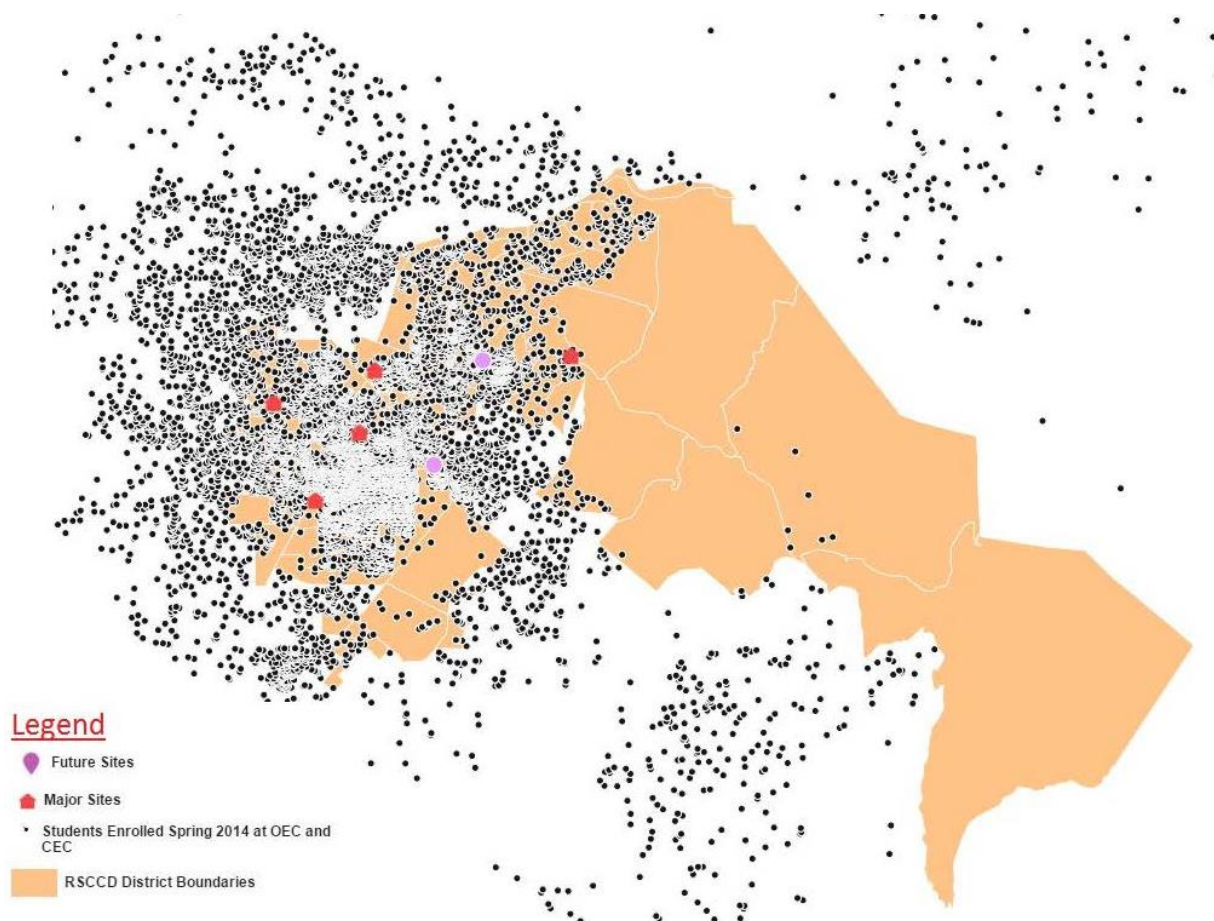 Legend
Future Sites
Major Sites
Students Enrolled Spring 2014 at OEC and
CEC
RSCCD District Boundaries